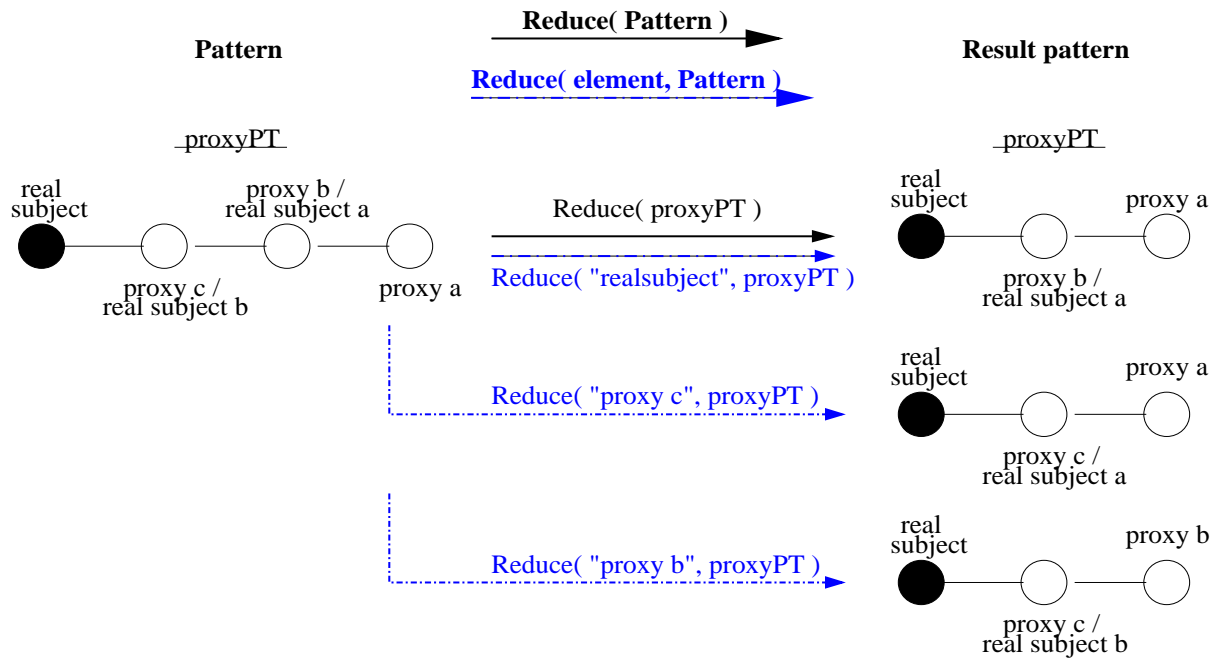 Reduce( Pattern )
Pattern
Result pattern
Reduce( element, Pattern )
proxyPT
proxyPT
real
subject
proxy b /
real subject a
proxy c /
real subject b
proxy a
Reduce( proxyPT )
Reduce( "realsubject", proxyPT )
real
subject
proxy a
proxy b /
real subject a
Reduce( "proxy c", proxyPT )
real
subject
proxy a
proxy c /
real subject a
Reduce( "proxy b", proxyPT )
real
subject
proxy b
proxy c /
real subject b